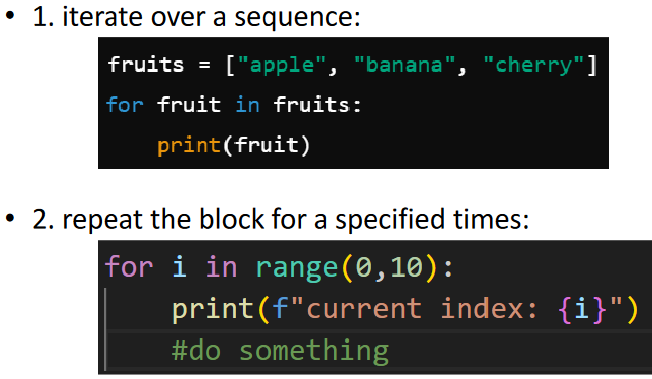 • 1. iterate over a sequence:
fruits = ["apple", "banana", "cherry"]
for fruit in fruits:
    print(fruit)
• 2. repeat the block for a specified times:
for i in range(0,10):
    print(f"current index: {i}")
    #do something